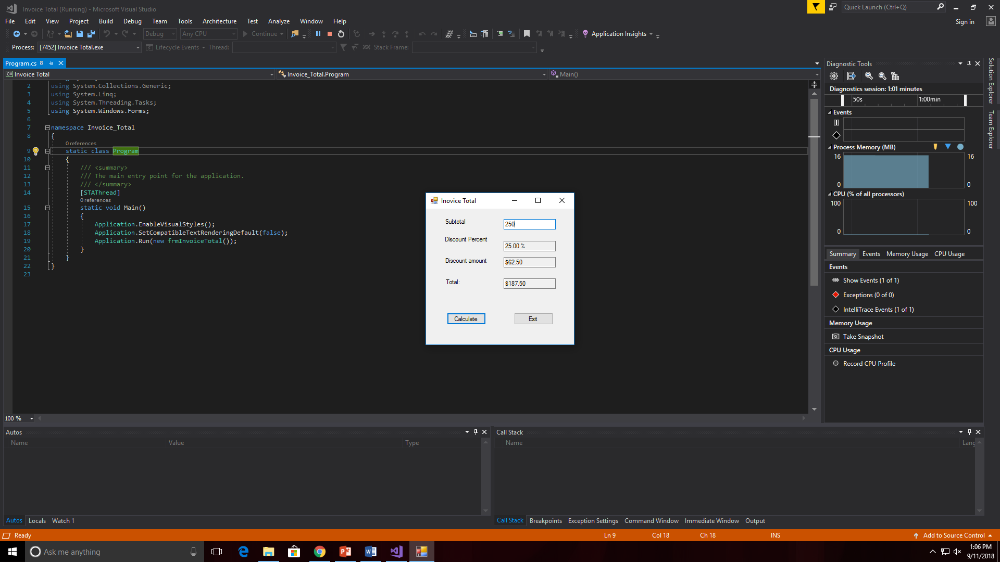 Invoice Total (Running) - Microsoft Visual Studio
Quick Launch (Ctrl+Q)
File Edit View Project Build Debug Team Tools Architecture Test Analyze Window Help
Sign in
Debug Any CPU Continue Application Insights
Process: [7452] Invoice Total.exe Lifecycle Events Thread: Stack Frame:
Program.cs
C# Invoice Total Invoice_Total.Program Main()
2 using System.Collections.Generic;
3 using System.Linq;
4 using System.Threading.Tasks;
5 using System.Windows.Forms;
6
7 namespace Invoice_Total
8 {
0 references
9 static class Program
10 {
11 /// <summary>
12 /// The main entry point for the application.
13 /// </summary>
14 [STAThread]
0 references
15 static void Main()
16 {
17 Application.EnableVisualStyles();
18 Application.SetCompatibleTextRenderingDefault(false);
19 Application.Run(new frmInvoiceTotal());
20 }
21 }
22 }
23
100 %
Inovice Total
Subtotal 250
Discount Percent 25.00 %
Discount amount $62.50
Total: $187.50
Calculate Exit
Diagnostic Tools
Diagnostics session: 1:01 minutes
50s 1:00min
Events
Process Memory (MB)
16 16
0 0
CPU (% of all processors)
100 100
0 0
Summary Events Memory Usage CPU Usage
Events
Show Events (1 of 1)
Exceptions (0 of 0)
IntelliTrace Events (1 of 1)
Memory Usage
Take Snapshot
CPU Usage
Record CPU Profile
Solution Explorer
Team Explorer
Autos
Name Value Type
Autos Locals Watch 1
Call Stack
Name Lang
Call Stack Breakpoints Exception Settings Command Window Immediate Window Output
Ready Ln 9 Col 18 Ch 18 INS Add to Source Control
Ask me anything
1:06 PM
9/11/2018